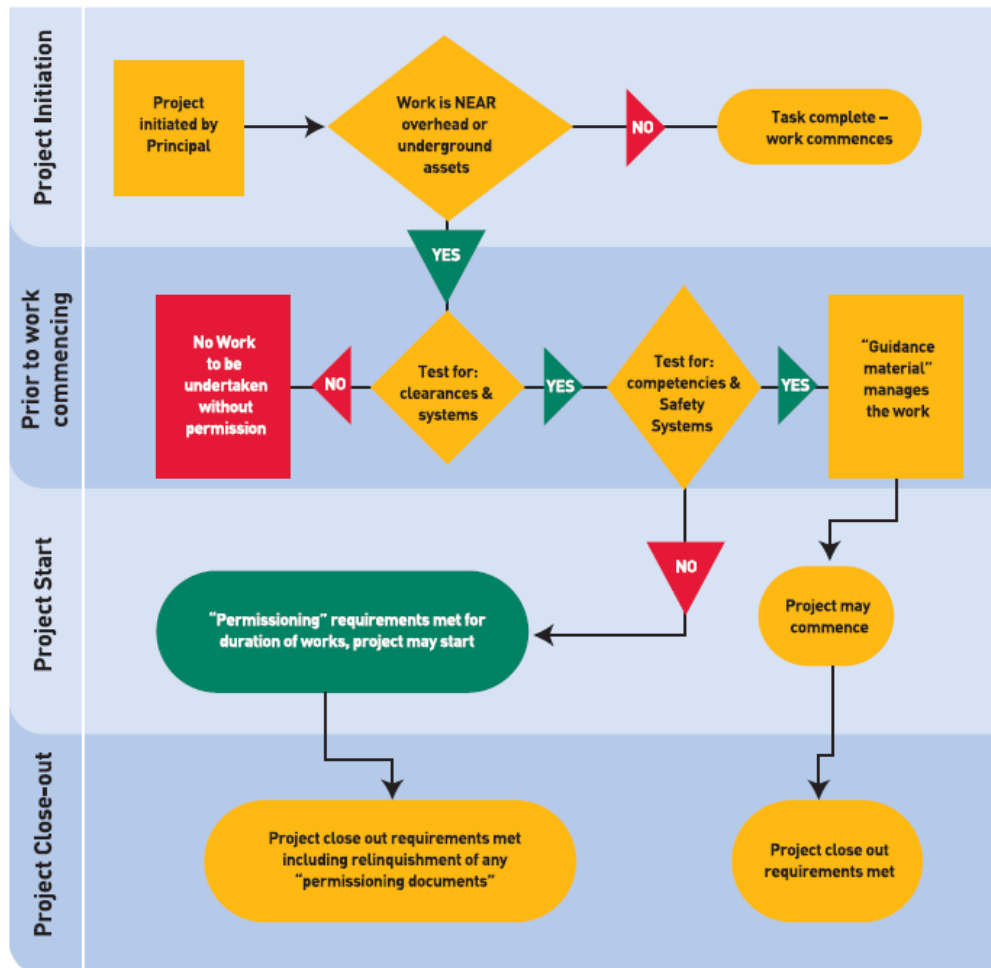 Project Initiation
Project
initiated by
Principal
Work is NEAR
overhead or
underground
assets
NO
Task complete –
work commences
YES
Prior to work
commencing
No Work
to be
undertaken
without
permission
NO
Test for:
clearances &
systems
YES
Test for:
competencies &
Safety
Systems
YES
“Guidance
material”
manages
the work
Project Start
NO
“Permissioning” requirements met for
duration of works, project may start
Project may
commence
Project Close-out
Project close out requirements met
including relinquishment of any
“permissioning documents”
Project close out
requirements met